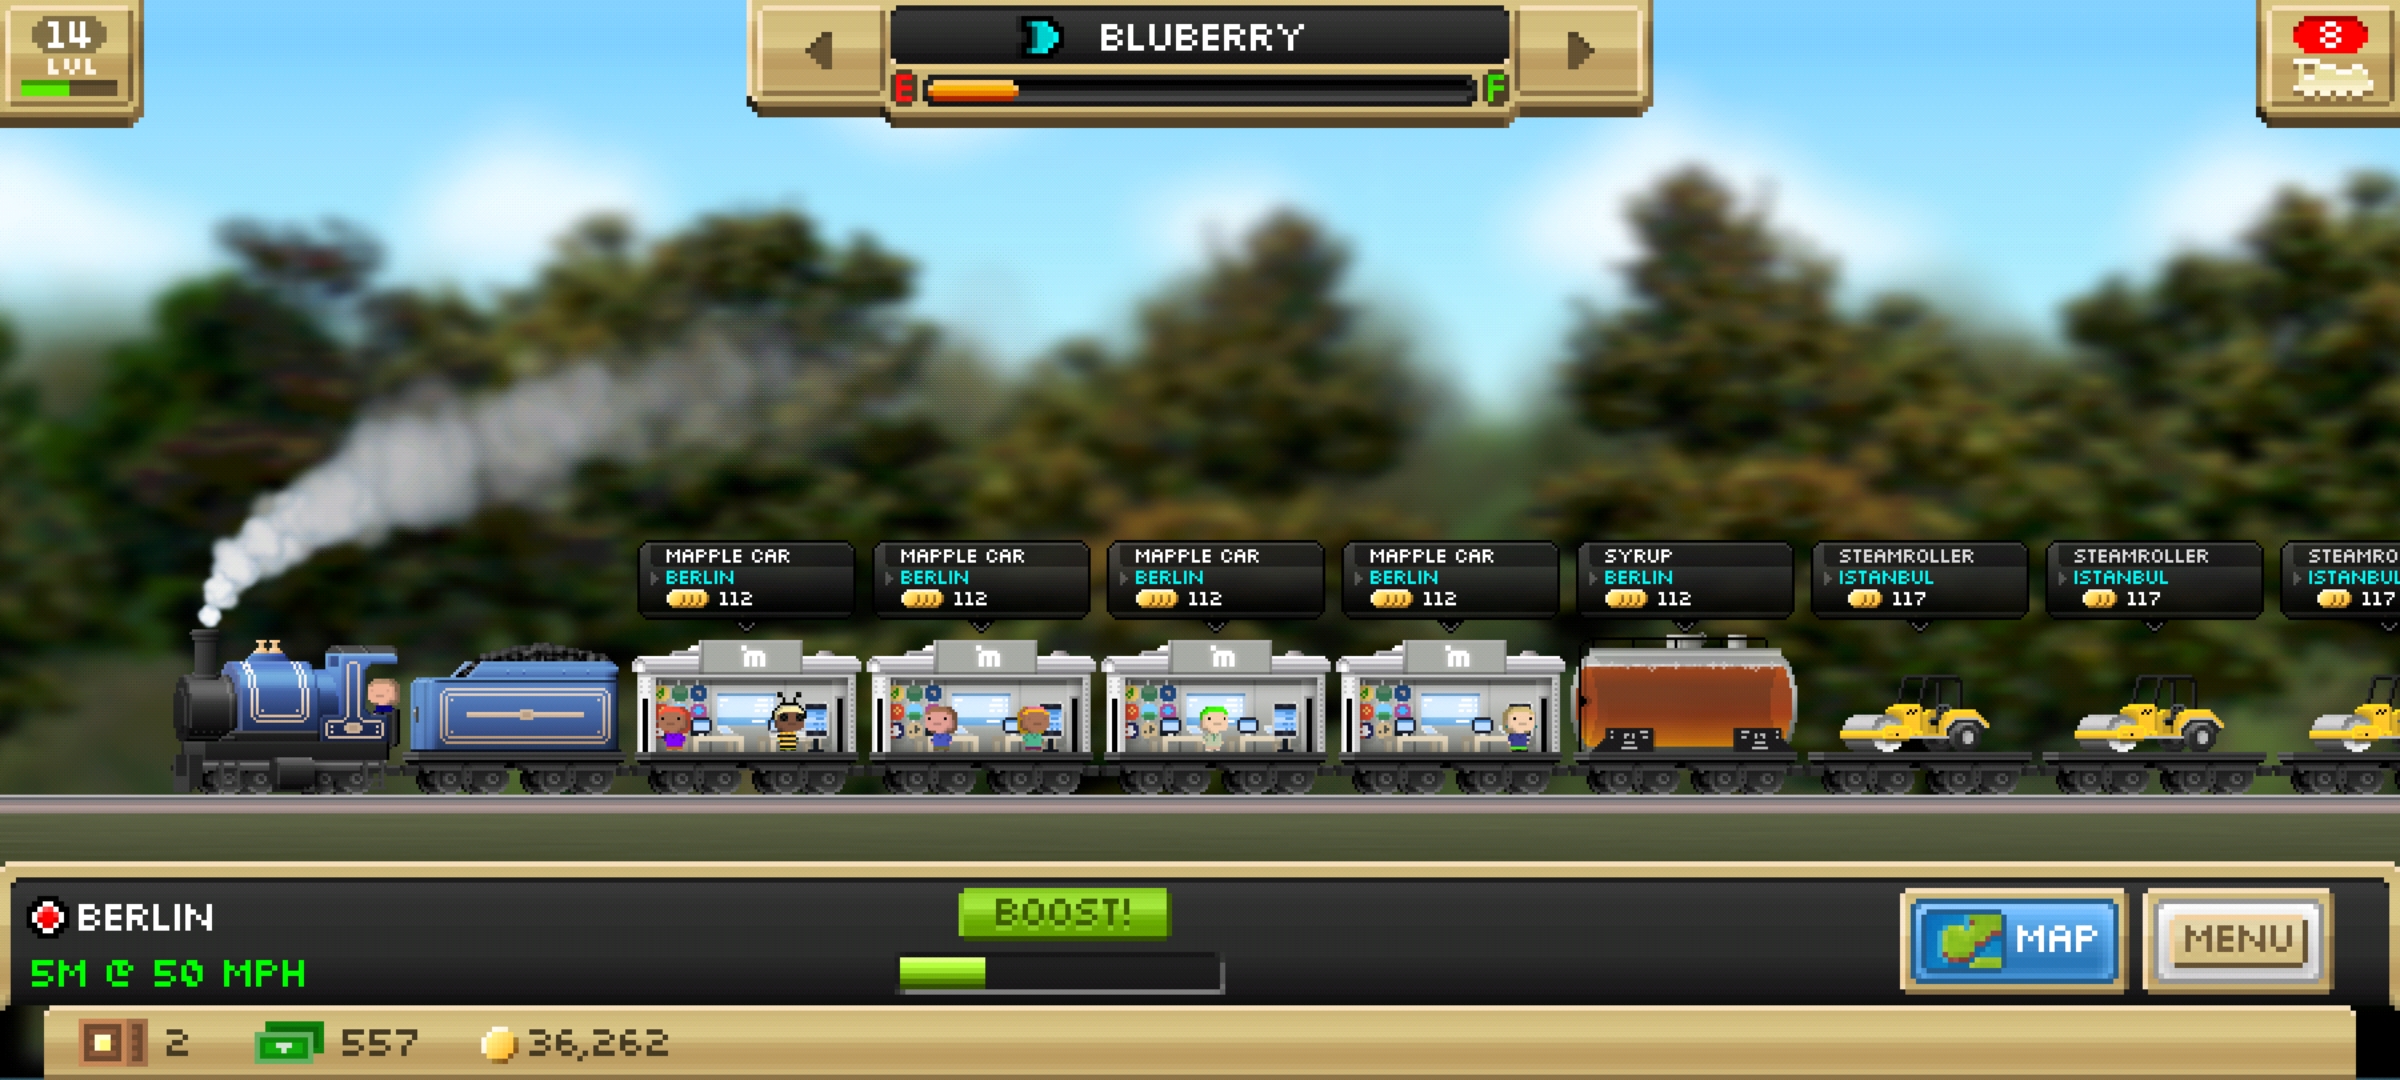 14
LVL
BLUBERRY
E
F
8
MAPPLE CAR
BERLIN
112
MAPPLE CAR
BERLIN
112
MAPPLE CAR
BERLIN
112
MAPPLE CAR
BERLIN
112
SYRUP
BERLIN
112
STEAMROLLER
ISTANBUL
117
STEAMROLLER
ISTANBUL
117
STEAMRO
ISTANBUL
117
m
m
m
m
BERLIN
5M @ 50 MPH
BOOST!
MAP
MENU
2
557
36,262